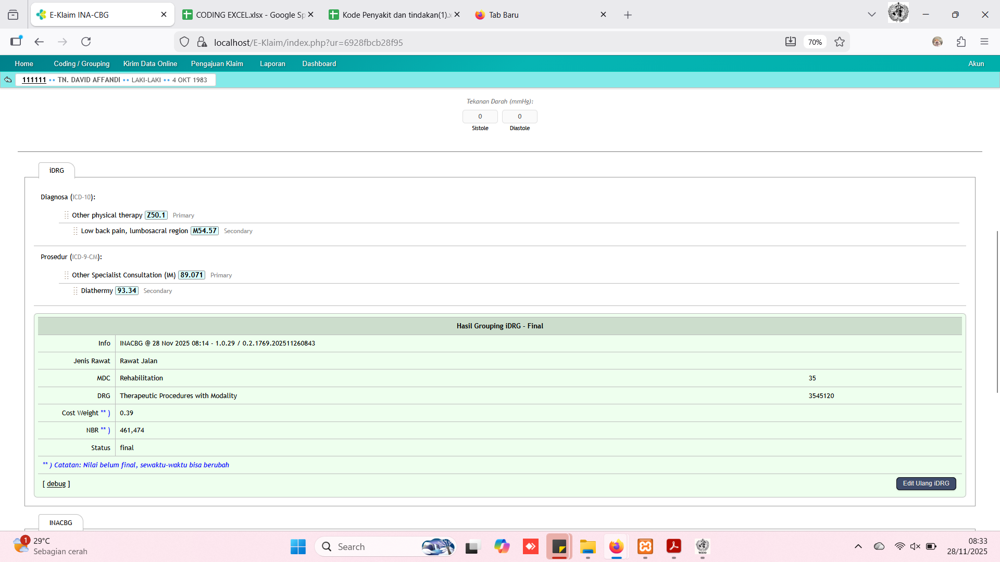 E-Klaim INA-CBG
CODING EXCEL.xlsx - Google Sp
Kode Penyakit dan tindakan(1).x
Tab Baru
localhost/E-Klaim/index.php?ur=6928fbcb28f95
70%
Home Coding / Grouping Kirim Data Online Pengajuan Klaim Laporan Dashboard Akun
111111 •• TN. DAVID AFFANDI •• LAKI-LAKI •• 4 OKT 1983
Tekanan Darah (mmHg):
0 0
Sistole Diastole
iDRG
Diagnosa (ICD-10):
Other physical therapy Z50.1 Primary
Low back pain, lumbosacral region M54.57 Secondary
Prosedur (ICD-9-CM):
Other Specialist Consultation (IM) 89.071 Primary
Diathermy 93.34 Secondary
Hasil Grouping iDRG - Final
Info INACBG @ 28 Nov 2025 08:14 - 1.0.29 / 0.2.1769.202511260843
Jenis Rawat Rawat Jalan
MDC Rehabilitation 35
DRG Therapeutic Procedures with Modality 3545120
Cost Weight ** ) 0.39
NBR ** ) 461,474
Status final
** ) Catatan: Nilai belum final, sewaktu-waktu bisa berubah
[ debug ] Edit Ulang iDRG
INACBG
1
29°C
Sebagian cerah
Search
WHO
08:33
28/11/2025